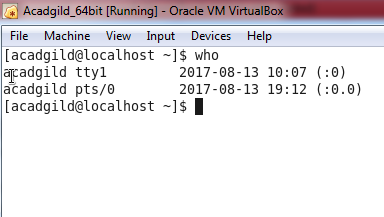 Acadgild_64bit [Running] - Oracle VM VirtualBox
File Machine View Input Devices Help
[acadgild@localhost ~]$ who
acadgild tty1         2017-08-13 10:07 (:0)
acadgild pts/0        2017-08-13 19:12 (:0.0)
[acadgild@localhost ~]$